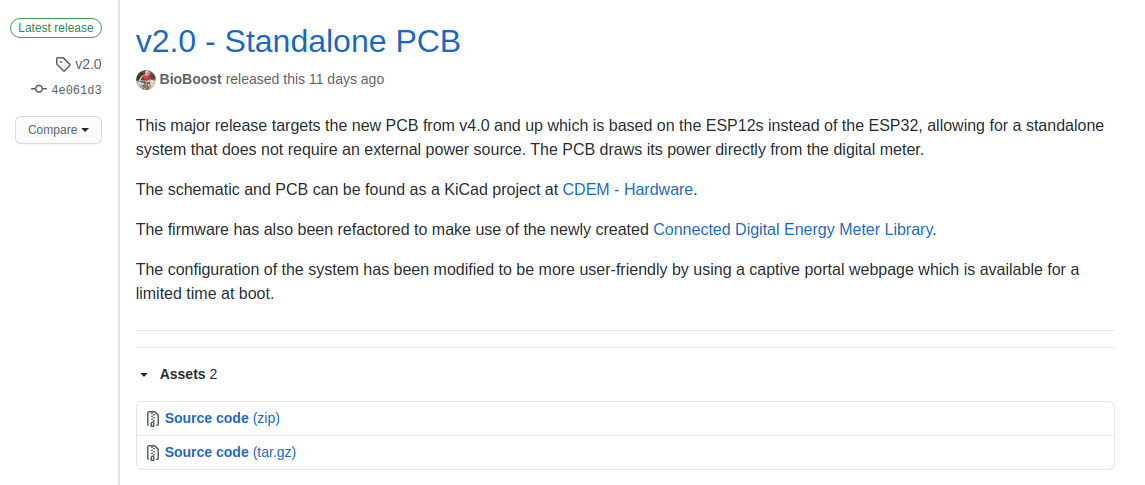 Latest release
v2.0
4e061d3
Compare
v2.0 - Standalone PCB
BioBoost released this 11 days ago
This major release targets the new PCB from v4.0 and up which is based on the ESP12s instead of the ESP32, allowing for a standalone
system that does not require an external power source. The PCB draws its power directly from the digital meter.
The schematic and PCB can be found as a KiCad project at CDEM - Hardware.
The firmware has also been refactored to make use of the newly created Connected Digital Energy Meter Library.
The configuration of the system has been modified to be more user-friendly by using a captive portal webpage which is available for a
limited time at boot.
Assets 2
Source code (zip)
Source code (tar.gz)